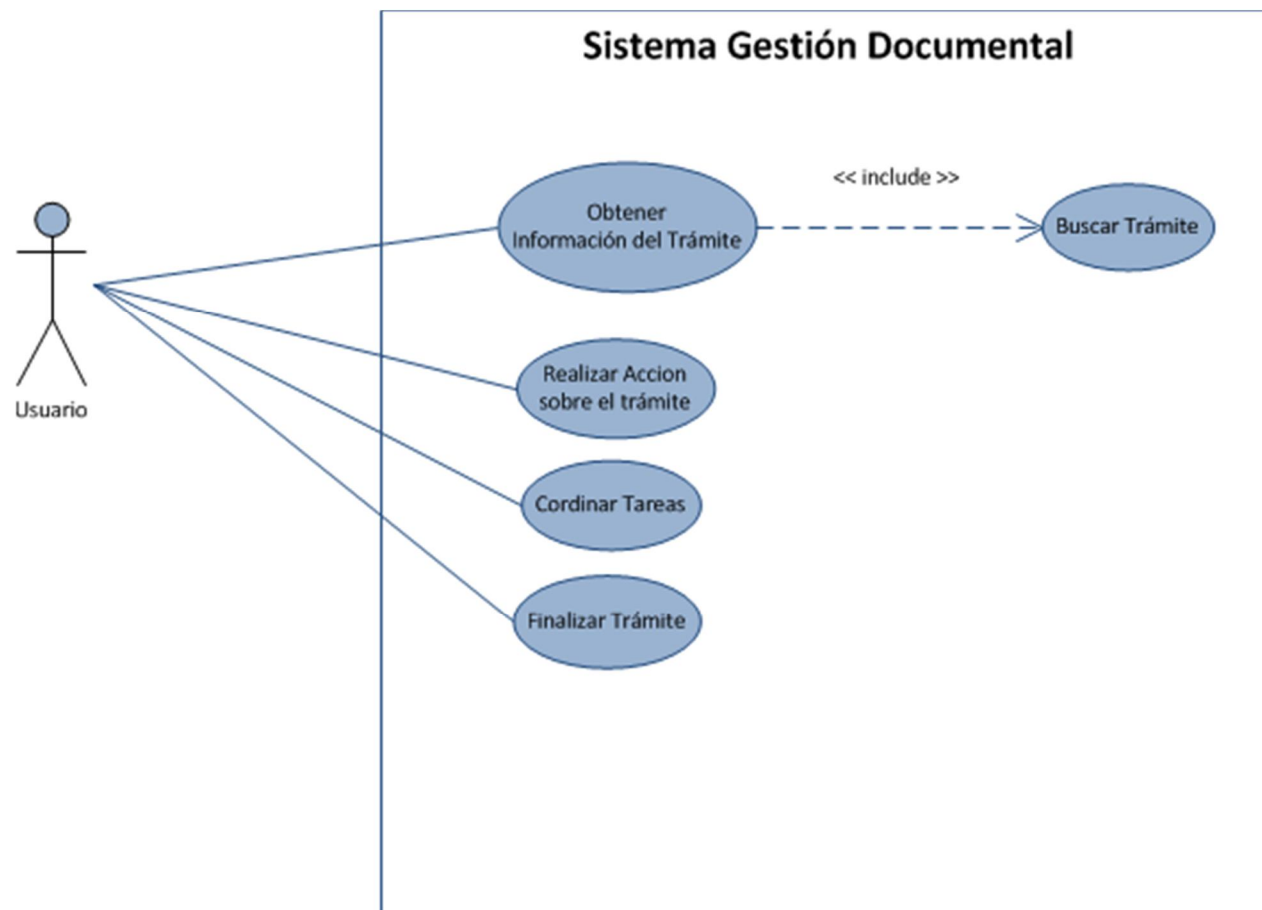 Sistema Gestión Documental
<< include >>
Obtener
Información del Trámite
Buscar Trámite
Realizar Accion
sobre el trámite
Usuario
Cordinar Tareas
Finalizar Trámite